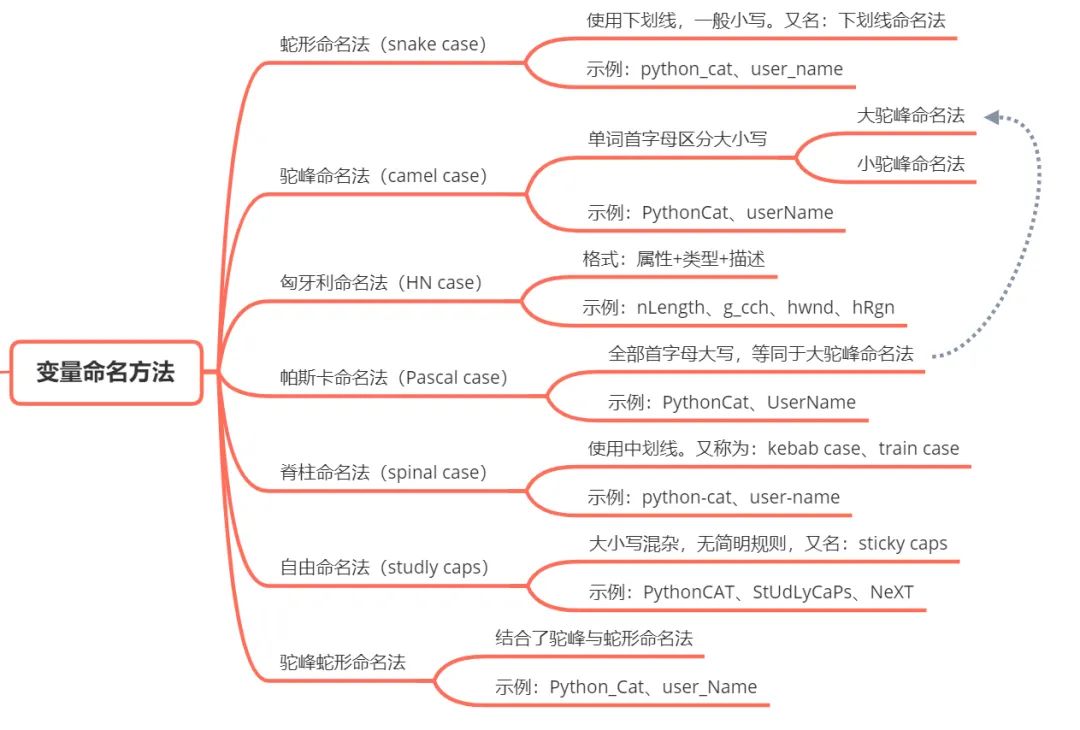 变量命名方法
蛇形命名法（snake case）
使用下划线，一般小写。又名：下划线命名法
示例：python_cat、user_name
驼峰命名法（camel case）
单词首字母区分大小写
大驼峰命名法
小驼峰命名法
示例：PythonCat、userName
匈牙利命名法（HN case）
格式：属性+类型+描述
示例：nLength、g_cch、hwnd、hRgn
帕斯卡命名法（Pascal case）
全部首字母大写，等同于大驼峰命名法
示例：PythonCat、UserName
脊柱命名法（spinal case）
使用中划线。又称为：kebab case、train case
示例：python-cat、user-name
自由命名法（studly caps）
大小写混杂，无简明规则，又名：sticky caps
示例：PythonCAT、StUdLyCaPs、NeXT
驼峰蛇形命名法
结合了驼峰与蛇形命名法
示例：Python_Cat、user_Name